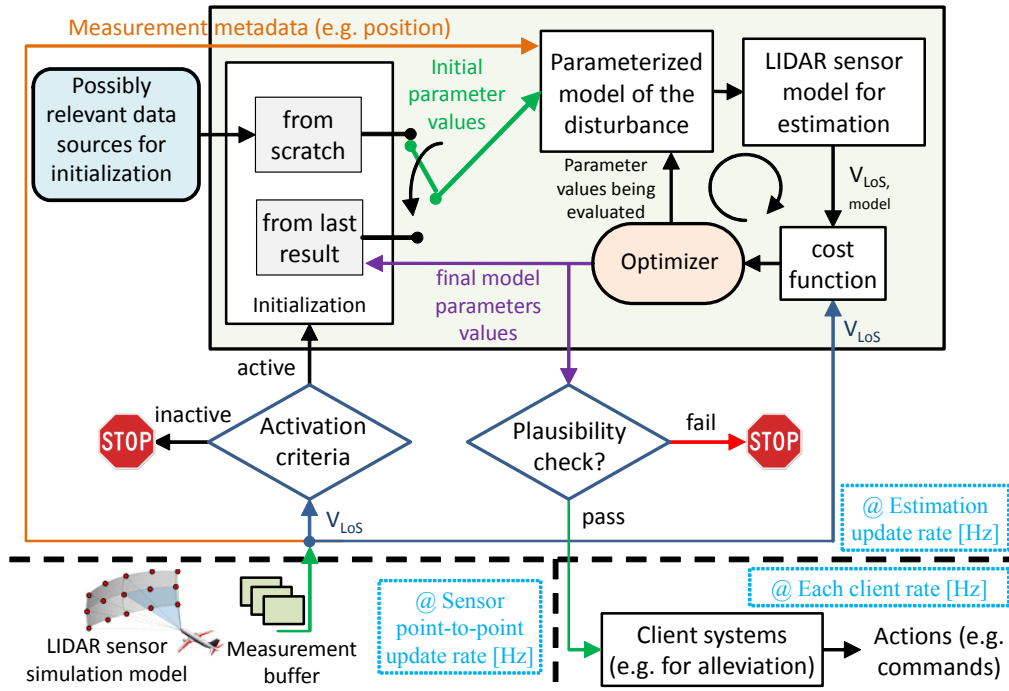 Measurement metadata (e.g. position)
Possibly
relevant data
sources for
initialization
from
scratch
from last
result
Initialization
Initial
parameter
values
Parameterized
model of the
disturbance
LIDAR sensor
model for
estimation
Parameter
values being
evaluated
VLoS,
model
Optimizer
cost
function
final model
parameters
values
VLoS
active
inactive
STOP
Activation
criteria
Plausibility
check?
fail
STOP
pass
VLoS
@ Estimation
update rate [Hz]
LIDAR sensor
simulation model
Measurement
buffer
@ Sensor
point-to-point
update rate [Hz]
@ Each client rate [Hz]
Client systems
(e.g. for alleviation)
Actions (e.g.
commands)